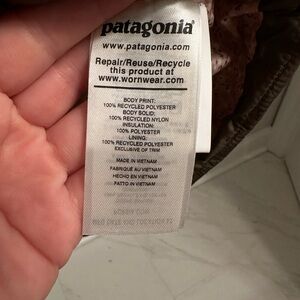 patagonia®
www.patagonia.com
Repair/Reuse/Recycle
this product at
www.wornwear.com
BODY PRINT:
100% RECYCLED POLYESTER
BODY SOLID:
100% RECYCLED NYLON
INSULATION:
100% POLYESTER
LINING:
100% RECYCLED POLYESTER
EXCLUSIVE OF TRIM
MADE IN VIETNAM
FABRIQUÉ AU VIETNAM
HECHO EN VIETNAM
FATTO IN VIETNAM